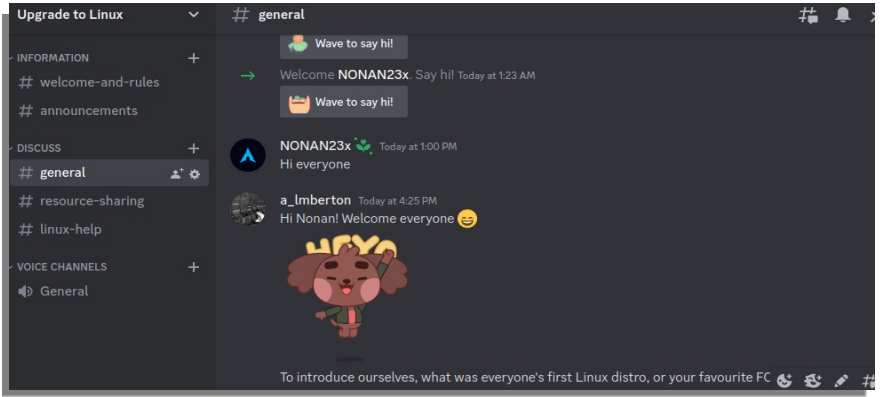 Upgrade to Linux
# general
INFORMATION
# welcome-and-rules
# announcements
DISCUSS
# general
# resource-sharing
# linux-help
VOICE CHANNELS
General
Wave to say hi!
Welcome NONAN23x. Say hi! Today at 1:23 AM
Wave to say hi!
NONAN23x Today at 1:00 PM
Hi everyone
a_lmberton Today at 4:25 PM
Hi Nonan! Welcome everyone 😄
HEYO
To introduce ourselves, what was everyone's first Linux distro, or your favourite